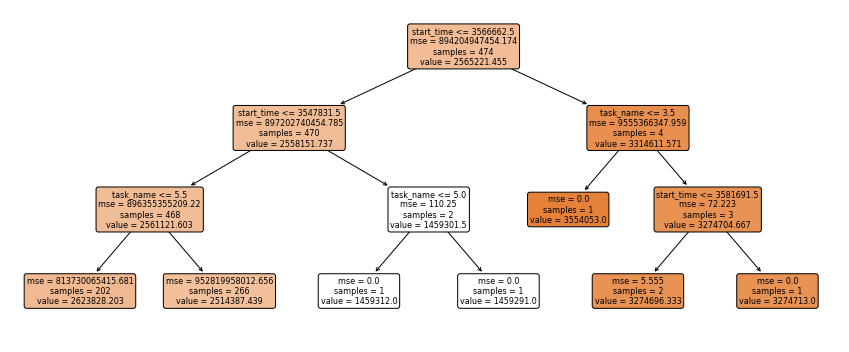 start_time <= 3566662.5
mse = 894204947454.174
samples = 474
value = 2565221.455
start_time <= 3547831.5
mse = 897202740454.785
samples = 470
value = 2558151.737
task_name <= 3.5
mse = 9555366347.959
samples = 4
value = 3314611.571
task_name <= 5.5
mse = 896355355209.22
samples = 468
value = 2561121.603
task_name <= 5.0
mse = 110.25
samples = 2
value = 1459301.5
mse = 0.0
samples = 1
value = 3554053.0
start_time <= 3581691.5
mse = 72.223
samples = 3
value = 3274704.667
mse = 813730065415.681
samples = 202
value = 2623828.203
mse = 952819958012.656
samples = 266
value = 2514387.439
mse = 0.0
samples = 1
value = 1459312.0
mse = 0.0
samples = 1
value = 1459291.0
mse = 5.555
samples = 2
value = 3274696.333
mse = 0.0
samples = 1
value = 3274713.0